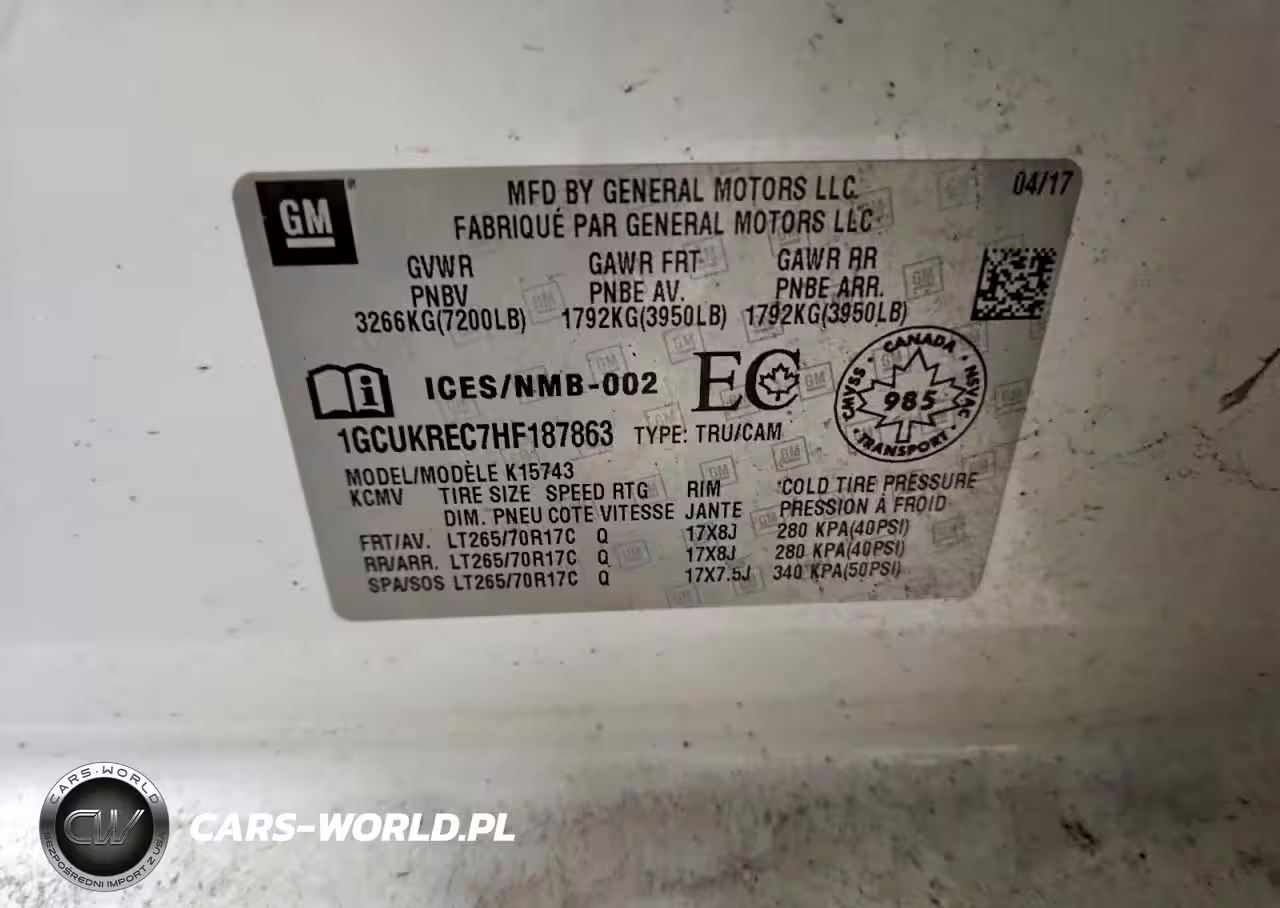 GM
MFD BY GENERAL MOTORS LLC
04/17
FABRIQUÉ PAR GENERAL MOTORS LLC
GVWR GAWR FRT GAWR RR
PNBV PNBE AV. PNBE ARR.
3266KG(7200LB) 1792KG(3950LB) 1792KG(3950LB)
ICES/NMB-002 EC
CANADA
CMVSS 985 NSVAC
TRANSPORT
1GCUKREC7HF187863 TYPE: TRU/CAM
MODEL/MODÈLE K15743
KCMV TIRE SIZE SPEED RTG RIM COLD TIRE PRESSURE
DIM. PNEU COTE VITESSE JANTE PRESSION À FROID
FRT/AV. LT265/70R17C Q 17X8J 280 KPA(40PSI)
RR/ARR. LT265/70R17C Q 17X8J 280 KPA(40PSI)
SPA/SOS LT265/70R17C Q 17X7.5J 340 KPA(50PSI)
CARS-WORLD
CW
BEZPOŚREDNI IMPORT Z USA
CARS-WORLD.PL